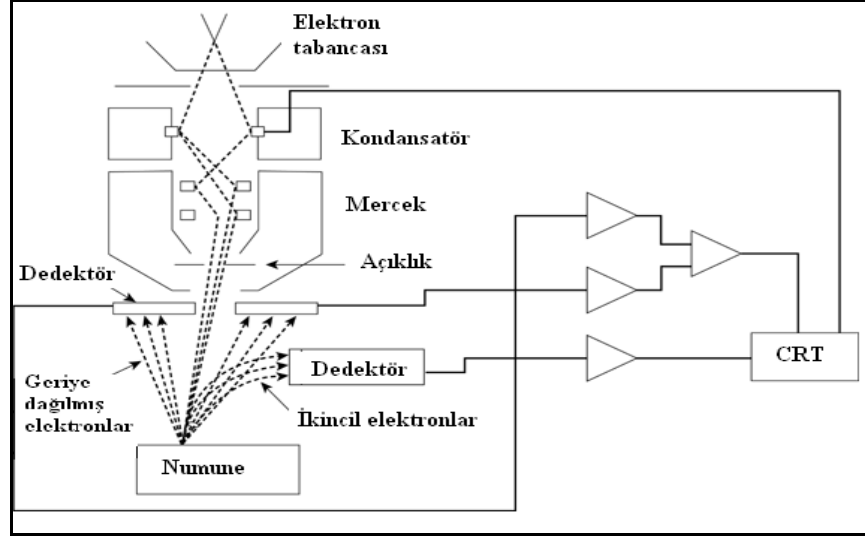 Elektron
tabancası
Kondansatör
Mercek
Açıklık
Dedektör
CRT
Dedektör
Geriye
dağılmış
elektronlar
İkincil elektronlar
Numune